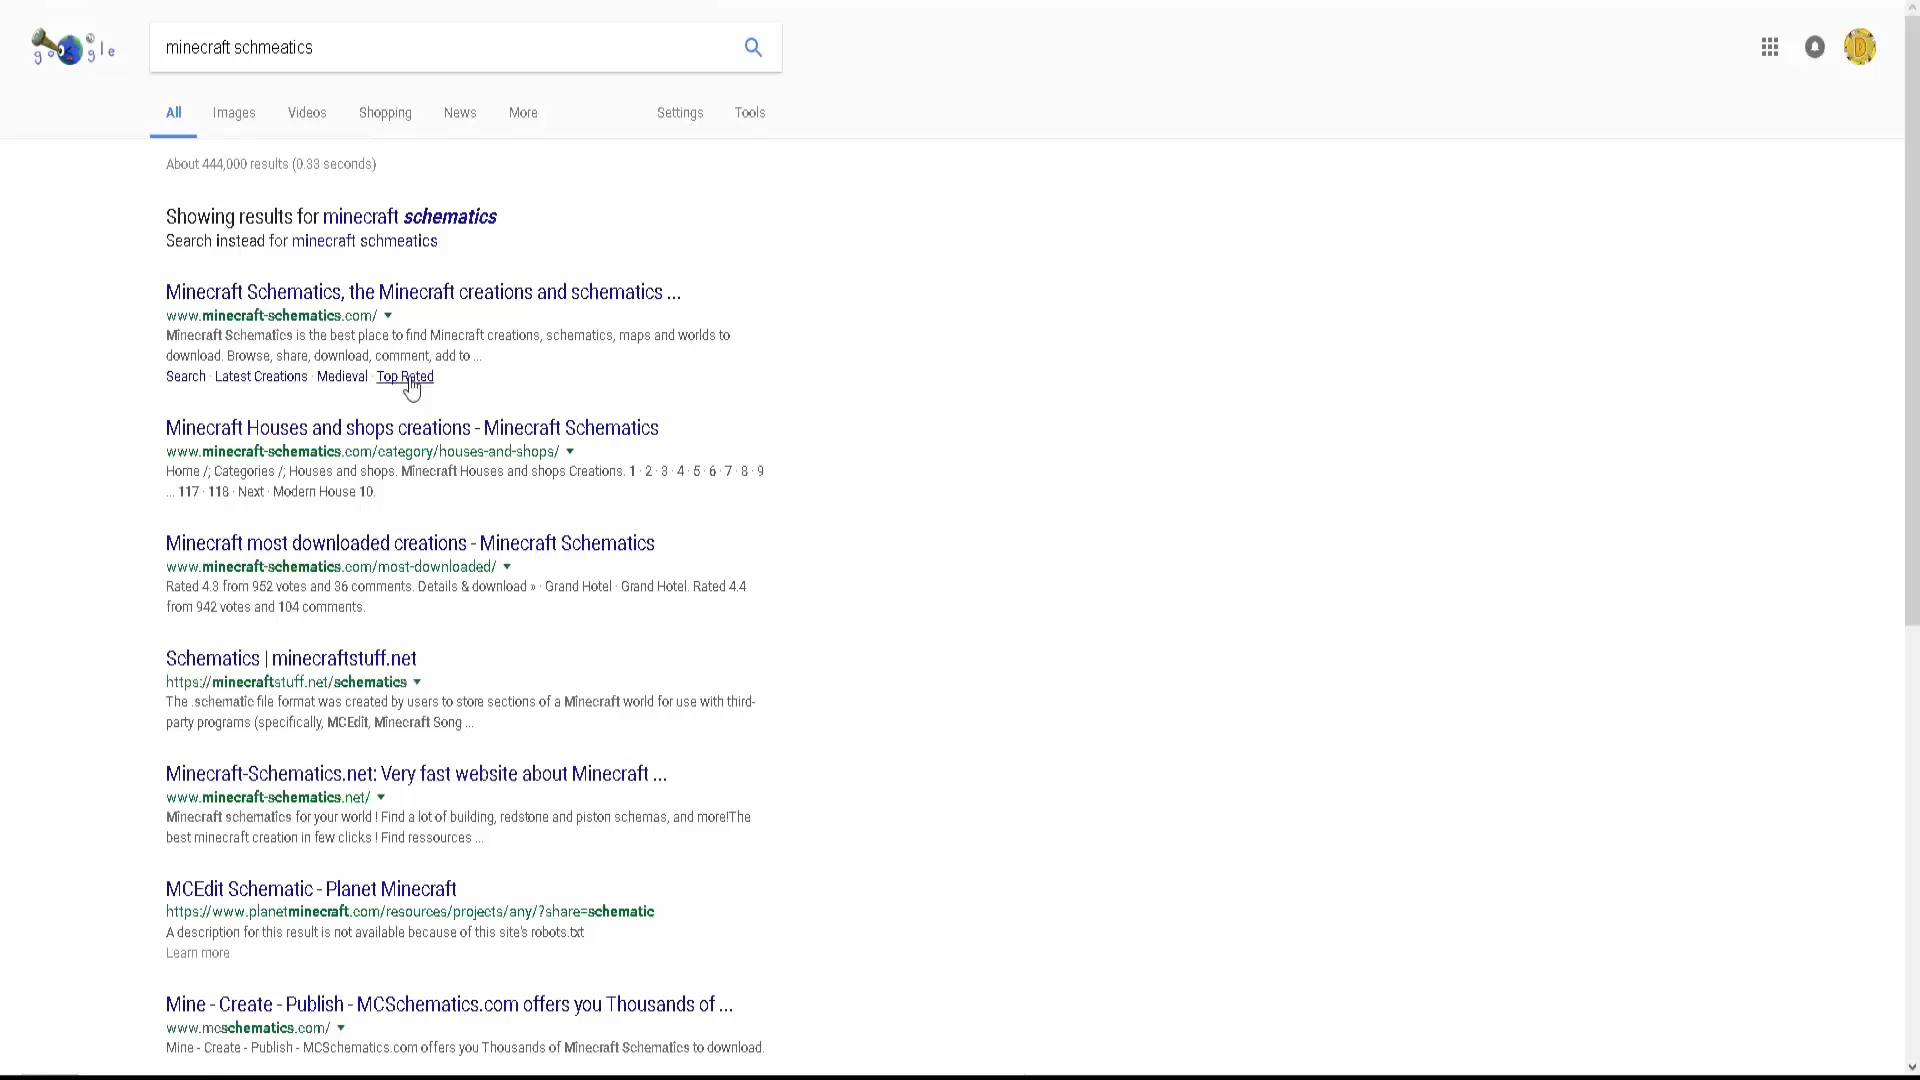 google
minecraft schmeatics
All Images Videos Shopping News More Settings Tools
About 444,000 results (0.33 seconds)
Showing results for minecraft schematics
Search instead for minecraft schmeatics
Minecraft Schematics, the Minecraft creations and schematics ...
www.minecraft-schematics.com/
Minecraft Schematics is the best place to find Minecraft creations, schematics, maps and worlds to
download. Browse, share, download, comment, add to ...
Search · Latest Creations · Medieval · Top Rated
Minecraft Houses and shops creations - Minecraft Schematics
www.minecraft-schematics.com/category/houses-and-shops/
Home /; Categories /; Houses and shops. Minecraft Houses and shops Creations. 1 · 2 · 3 · 4 · 5 · 6 · 7 · 8 · 9
... 117 · 118 · Next · Modern House 10.
Minecraft most downloaded creations - Minecraft Schematics
www.minecraft-schematics.com/most-downloaded/
Rated 4.3 from 952 votes and 36 comments. Details & download » · Grand Hotel · Grand Hotel. Rated 4.4
from 942 votes and 104 comments.
Schematics | minecraftstuff.net
https://minecraftstuff.net/schematics
The .schematic file format was created by users to store sections of a Minecraft world for use with third-
party programs (specifically, MCEdit, Minecraft Song ...
Minecraft-Schematics.net: Very fast website about Minecraft ...
www.minecraft-schematics.net/
Minecraft schematics for your world ! Find a lot of building, redstone and piston schemas, and more!The
best minecraft creation in few clicks ! Find ressources ...
MCEdit Schematic - Planet Minecraft
https://www.planetminecraft.com/resources/projects/any/?share=schematic
A description for this result is not available because of this site's robots.txt
Learn more
Mine - Create - Publish - MCSchematics.com offers you Thousands of ...
www.mcschematics.com/
Mine - Create - Publish - MCSchematics.com offers you Thousands of Minecraft Schematics to download.